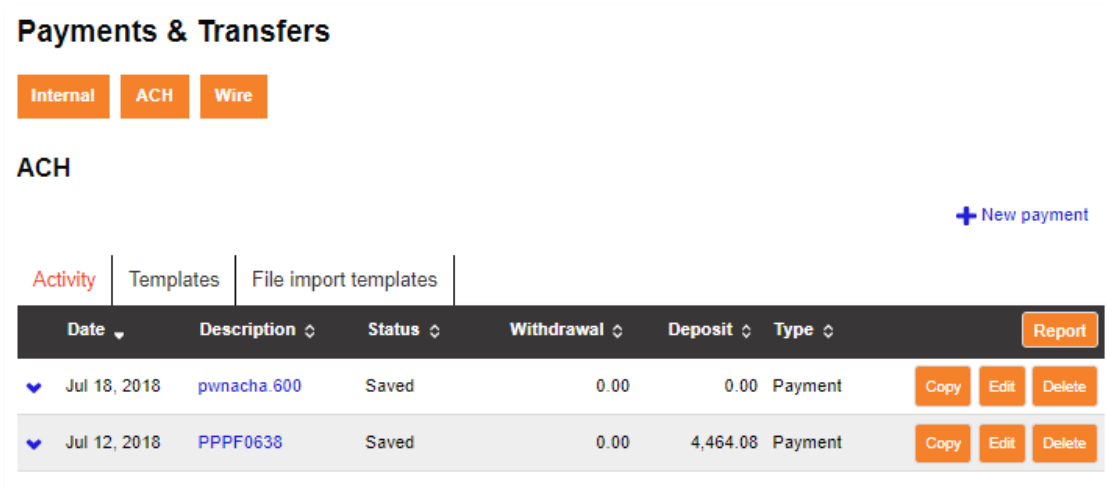 Payments & Transfers
Internal ACH Wire
ACH
New payment
Activity Templates File import templates
Date Description Status Withdrawal Deposit Type Report
Jul 18, 2018 pwnacha.600 Saved 0.00 0.00 Payment Copy Edit Delete
Jul 12, 2018 PPPF0638 Saved 0.00 4,464.08 Payment Copy Edit Delete